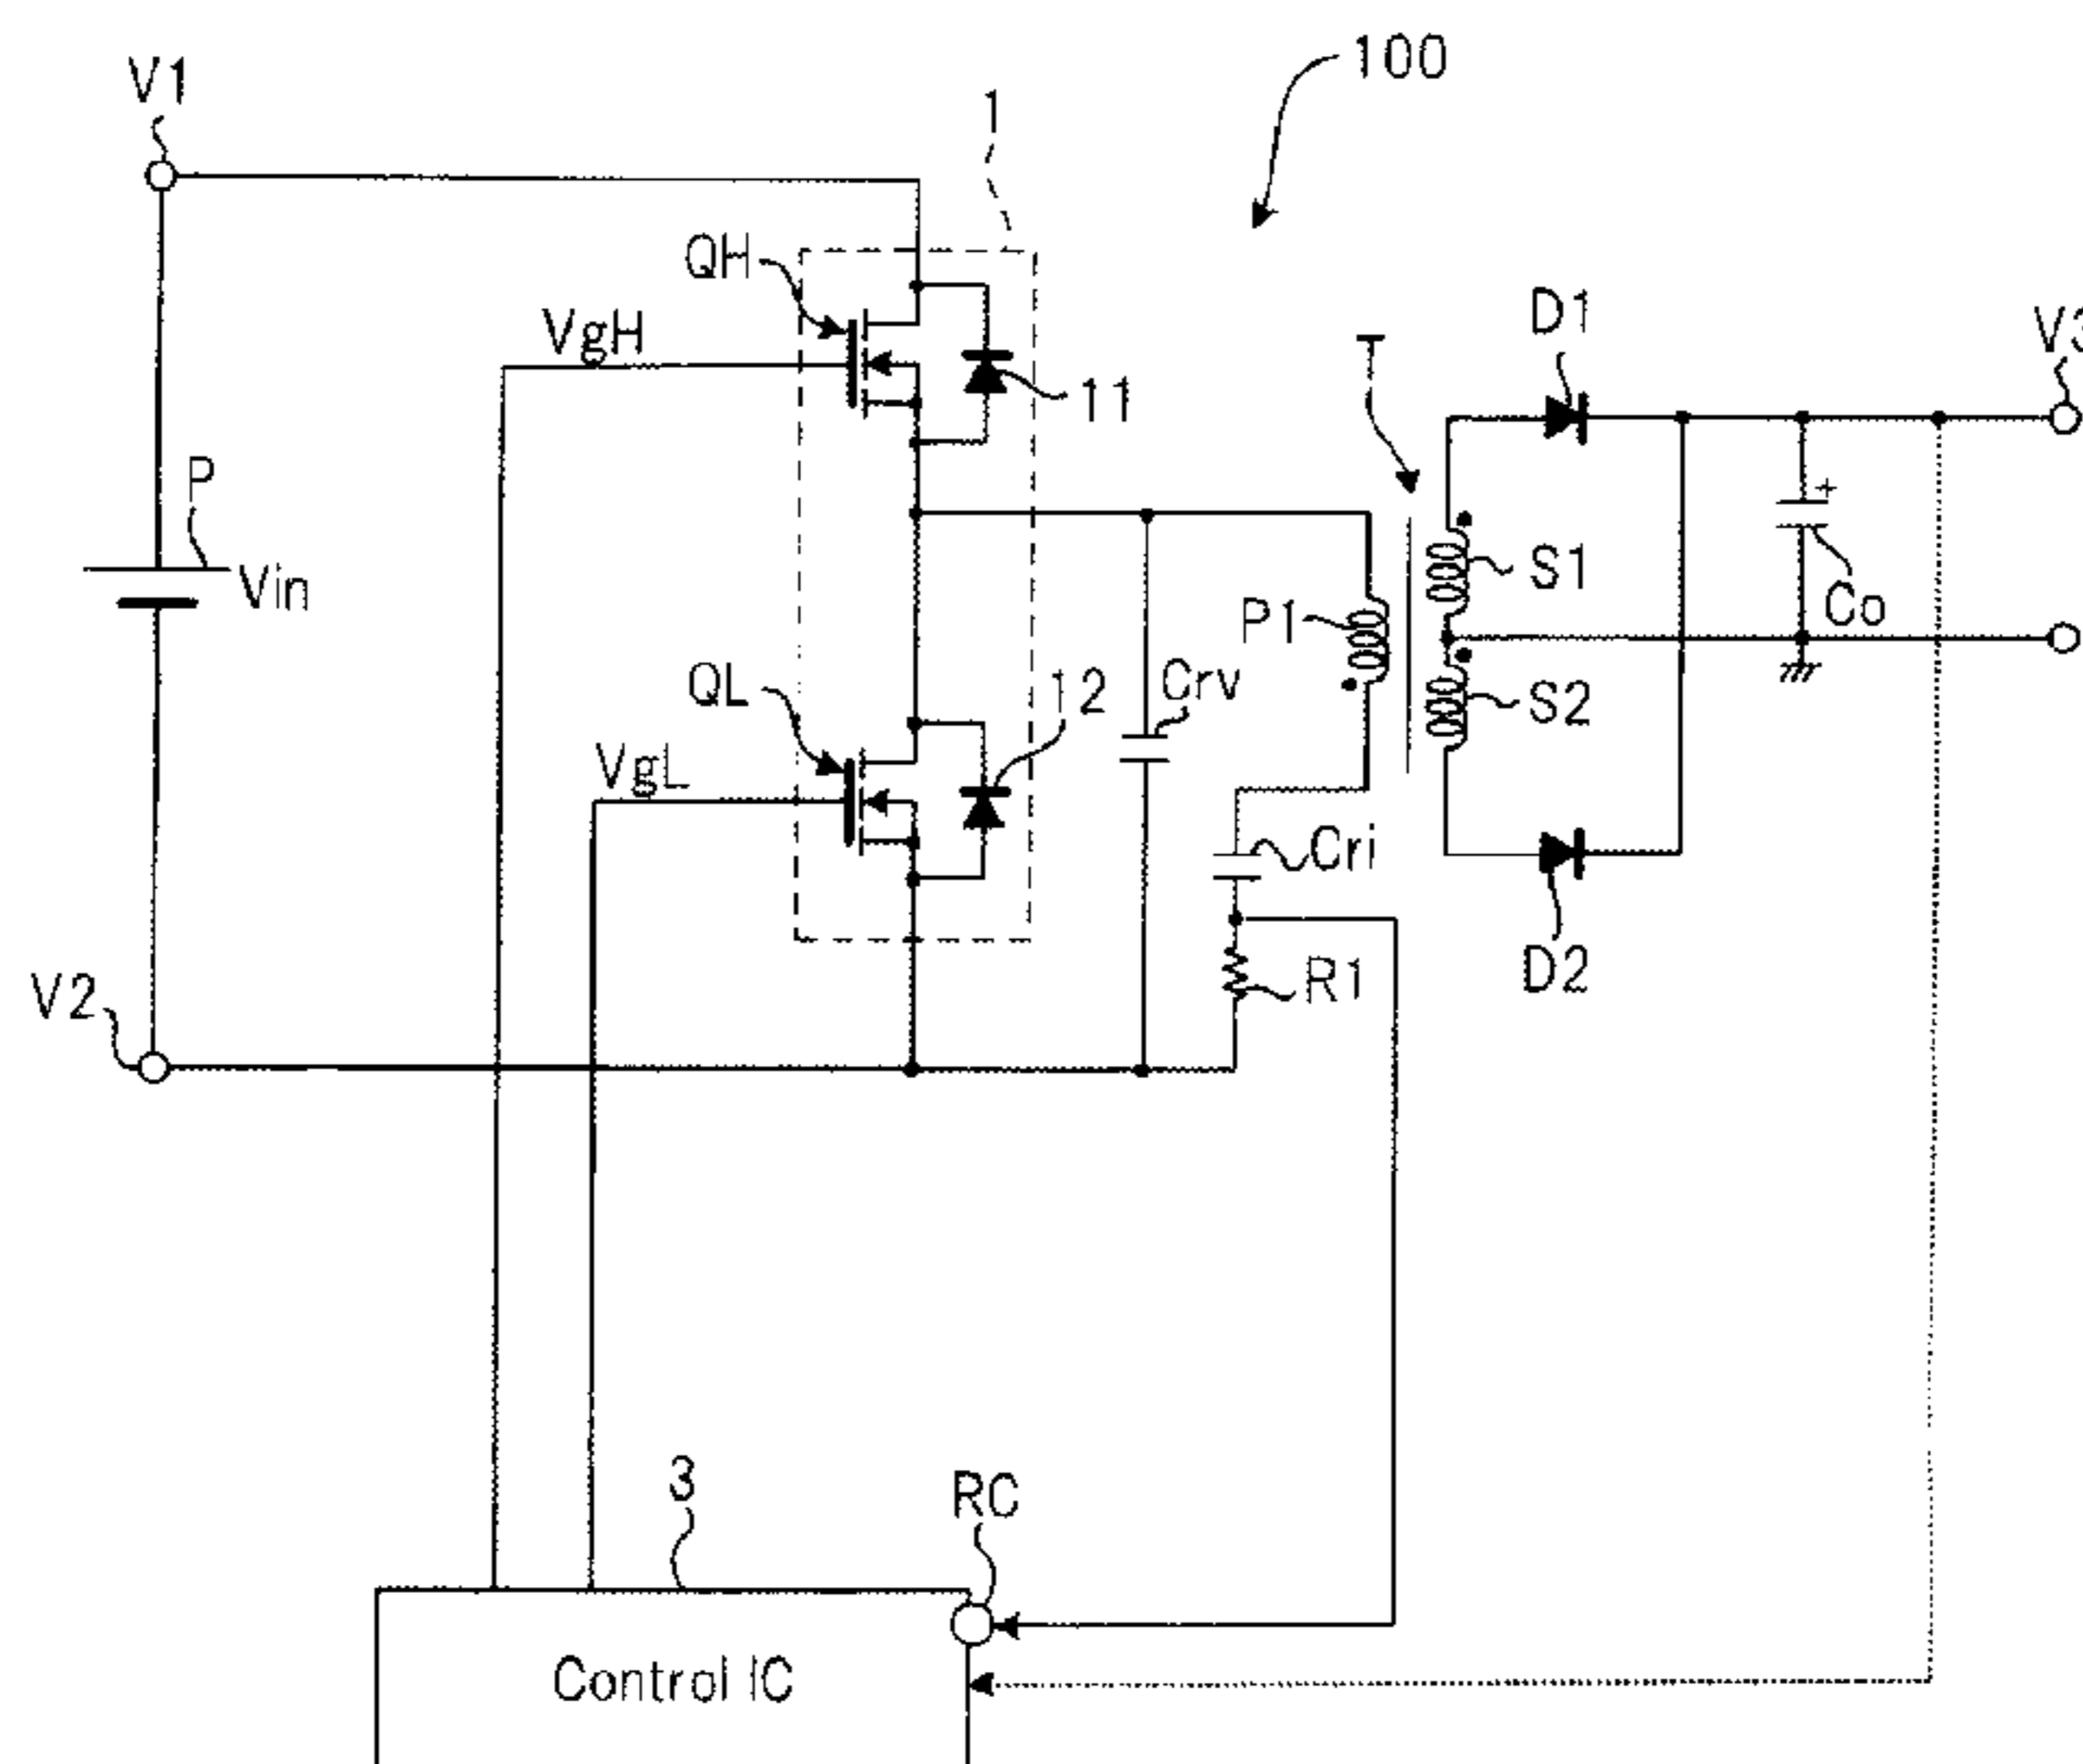 100
V1
1
QH
VgH
11
D1
V3
T
P
Vin
S1
Co
P1
QL
12
Crv
S2
VgL
Cri
D2
R1
V2
3
RC
Control IC